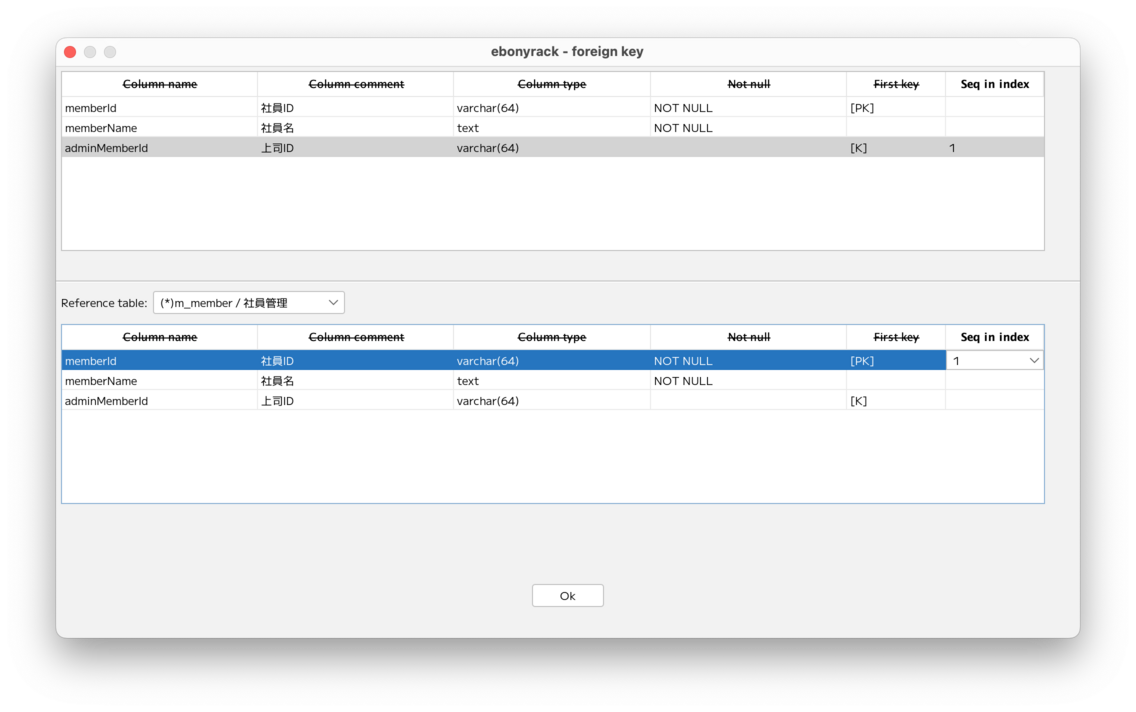 ebonyrack - foreign key
Column name Column comment Column type Not null First key Seq in index
memberId 社員ID varchar(64) NOT NULL [PK]
memberName 社員名 text NOT NULL
adminMemberId 上司ID varchar(64) [K] 1
Reference table: (*)m_member / 社員管理
Column name Column comment Column type Not null First key Seq in index
memberId 社員ID varchar(64) NOT NULL [PK] 1
memberName 社員名 text NOT NULL
adminMemberId 上司ID varchar(64) [K]
Ok